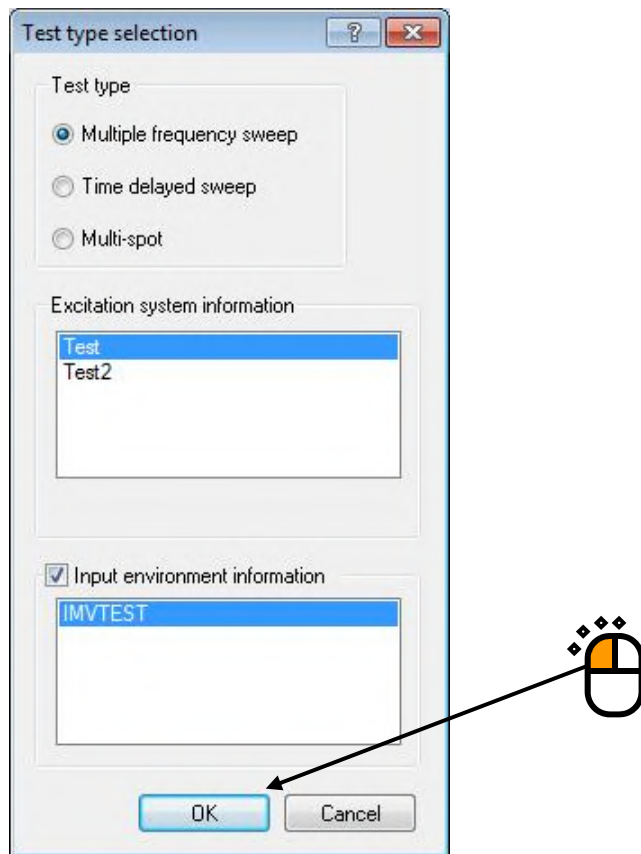 Test type selection
Test type
Multiple frequency sweep
Time delayed sweep
Multi-spot
Excitation system information
Test
Test2
Input environment information
IMVTEST
OK Cancel